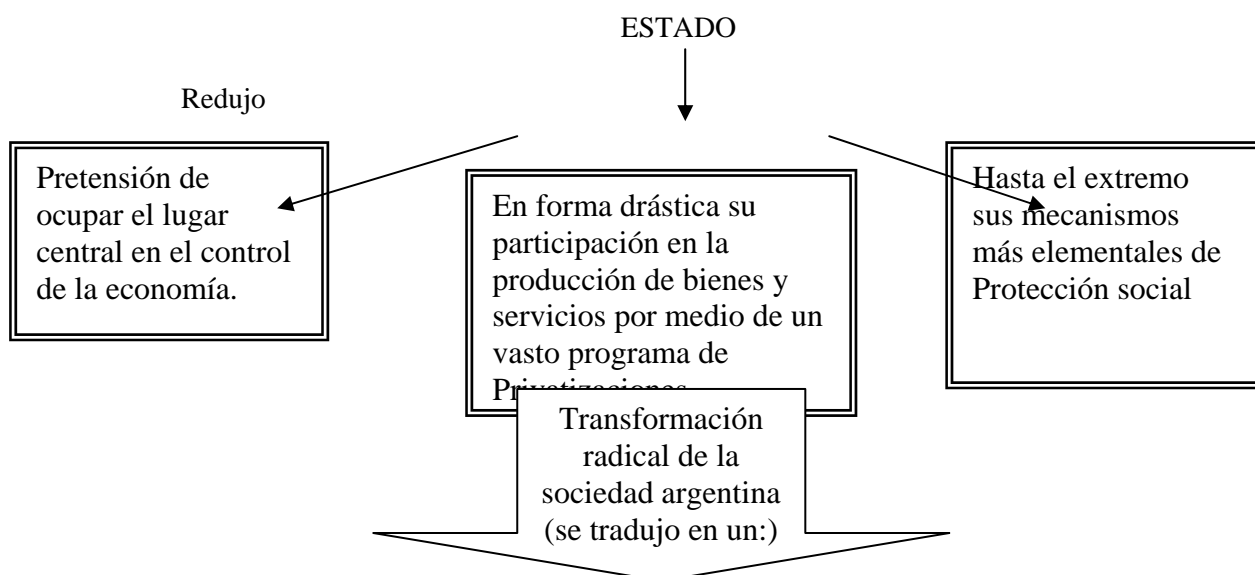 ESTADO
Redujo
Pretensión de
ocupar el lugar
central en el control
de la economía.
En forma drástica su
participación en la
producción de bienes y
servicios por medio de un
vasto programa de
Privatizaciones
Hasta el extremo
sus mecanismos
más elementales de
Protección social
Transformación
radical de la
sociedad argentina
(se tradujo en un:)